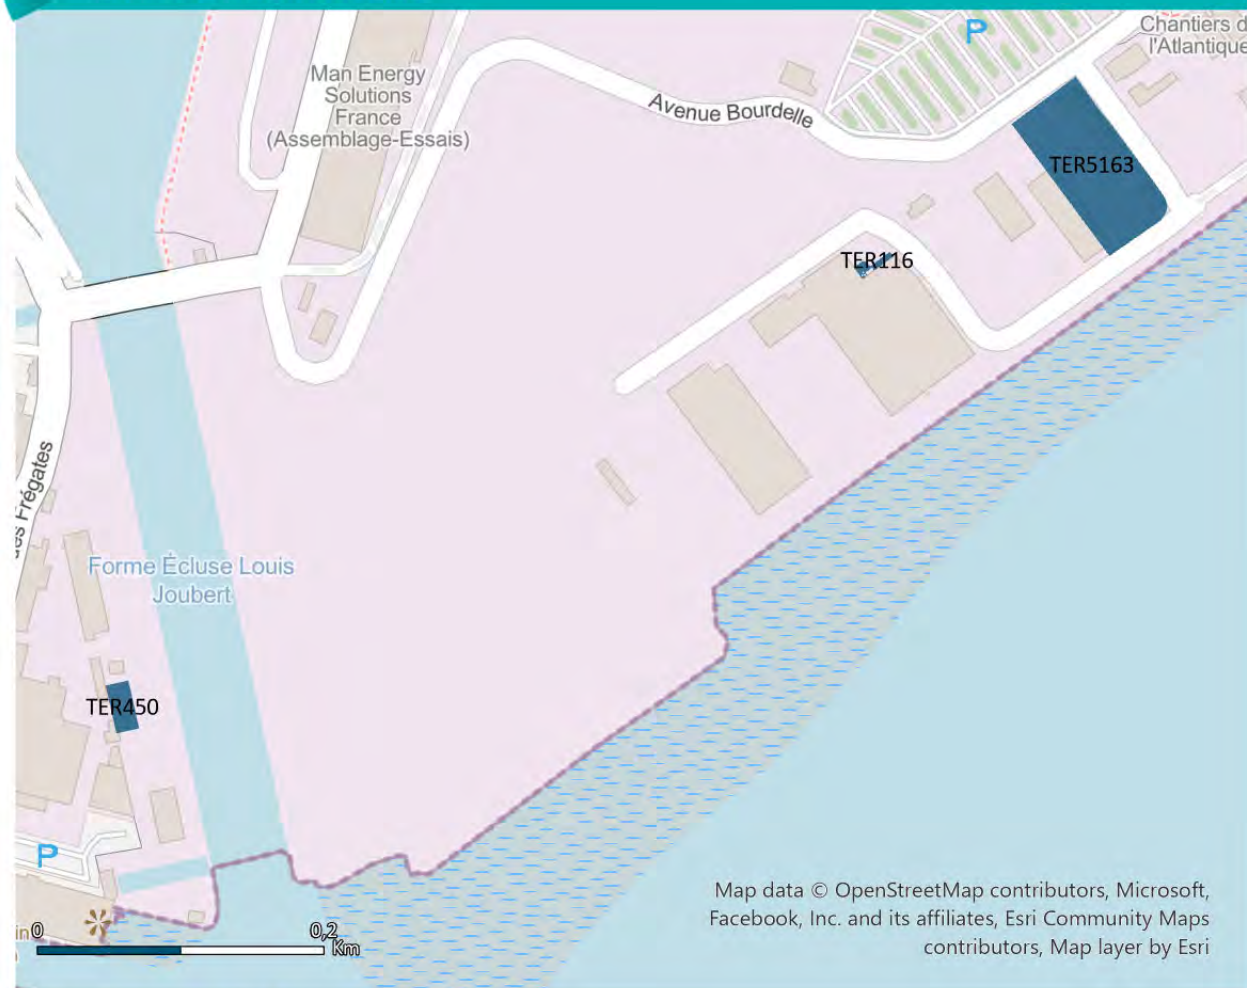 P
Chantiers d
l'Atlantique
Man Energy
Solutions
France
(Assemblage-Essais)
Avenue Bourdelle
TER5163
TER116
des Frégates
Forme Écluse Louis
Joubert
TER450
P
in
0
0,2
Km
Map data © OpenStreetMap contributors, Microsoft,
Facebook, Inc. and its affiliates, Esri Community Maps
contributors, Map layer by Esri